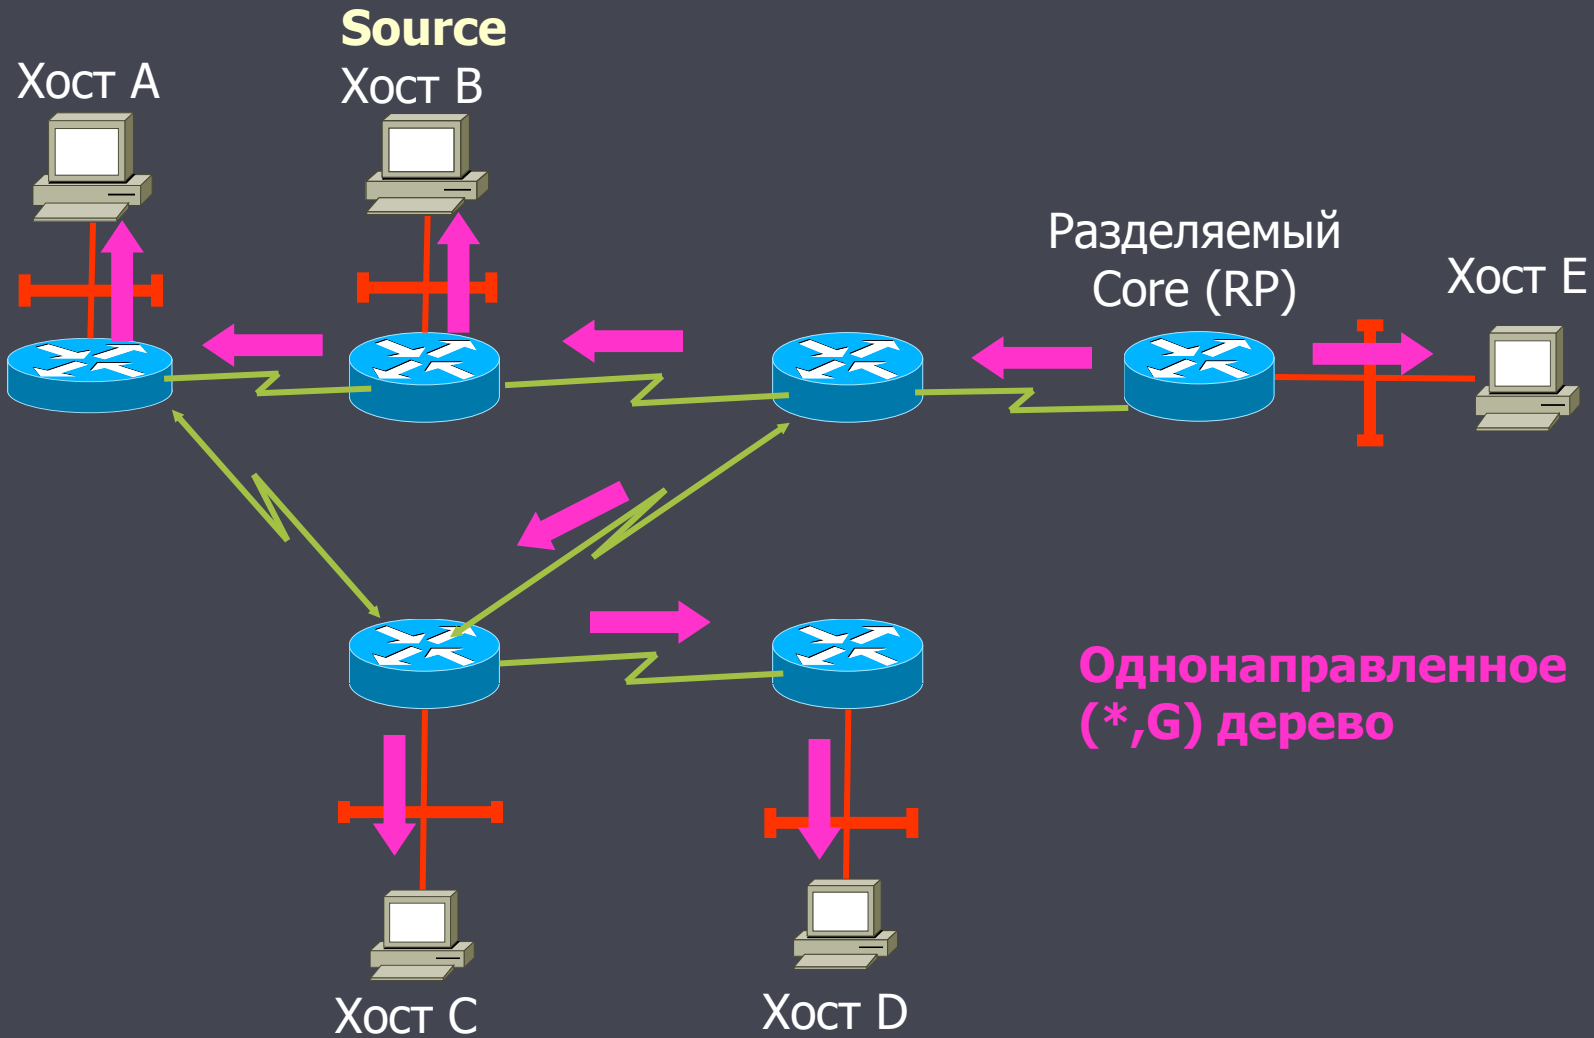 Source
Хост A
Хост B
Разделяемый
Core (RP)
Хост E
Однонаправленное
(*,G) дерево
Хост C
Хост D